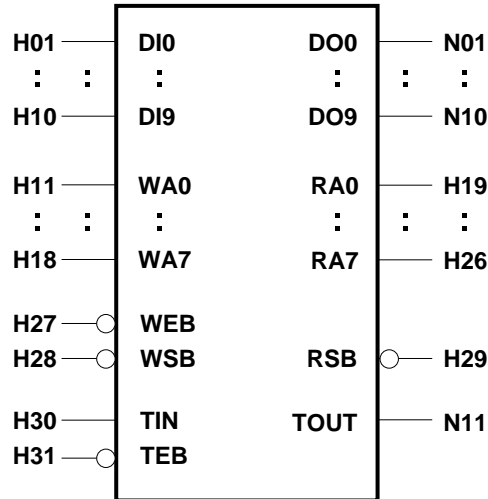 H01 DI0 DO0 N01
: : : : : :
H10 DI9 DO9 N10
H11 WA0 RA0 H19
: : : : : :
H18 WA7 RA7 H26
H27 WEB
H28 WSB RSB H29
H30 TIN TOUT N11
H31 TEB